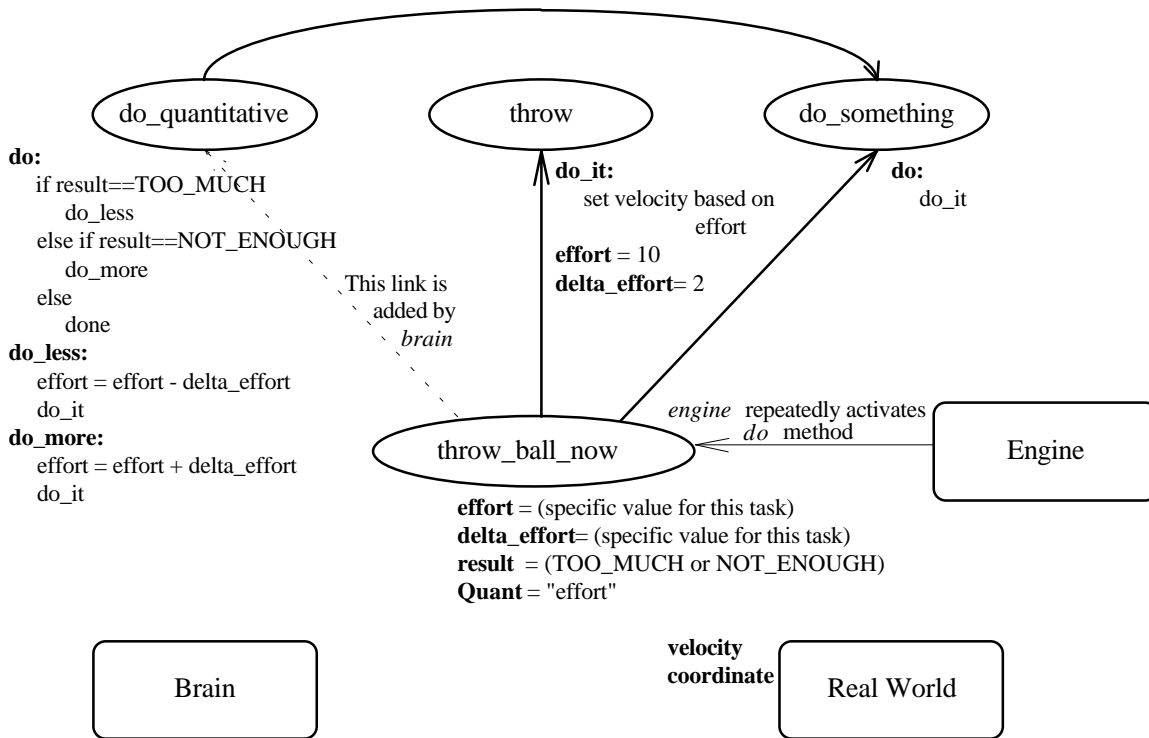 do_quantitative
throw
do_something
do:
if result==TOO_MUCH
do_less
else if result==NOT_ENOUGH
do_more
else
done
do_less:
effort = effort - delta_effort
do_it
do_more:
effort = effort + delta_effort
do_it
do_it:
set velocity based on
effort
effort = 10
delta_effort= 2
do:
do_it
This link is
added by
brain
throw_ball_now
engine repeatedly activates
do method
Engine
effort = (specific value for this task)
delta_effort= (specific value for this task)
result = (TOO_MUCH or NOT_ENOUGH)
Quant = "effort"
Brain
velocity
coordinate
Real World